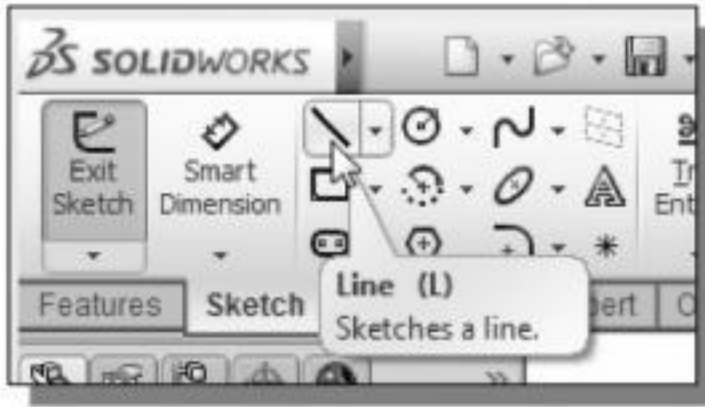 SOLIDWORKS
Exit Sketch
Smart Dimension
Line (L)
Sketches a line.
Features
Sketch